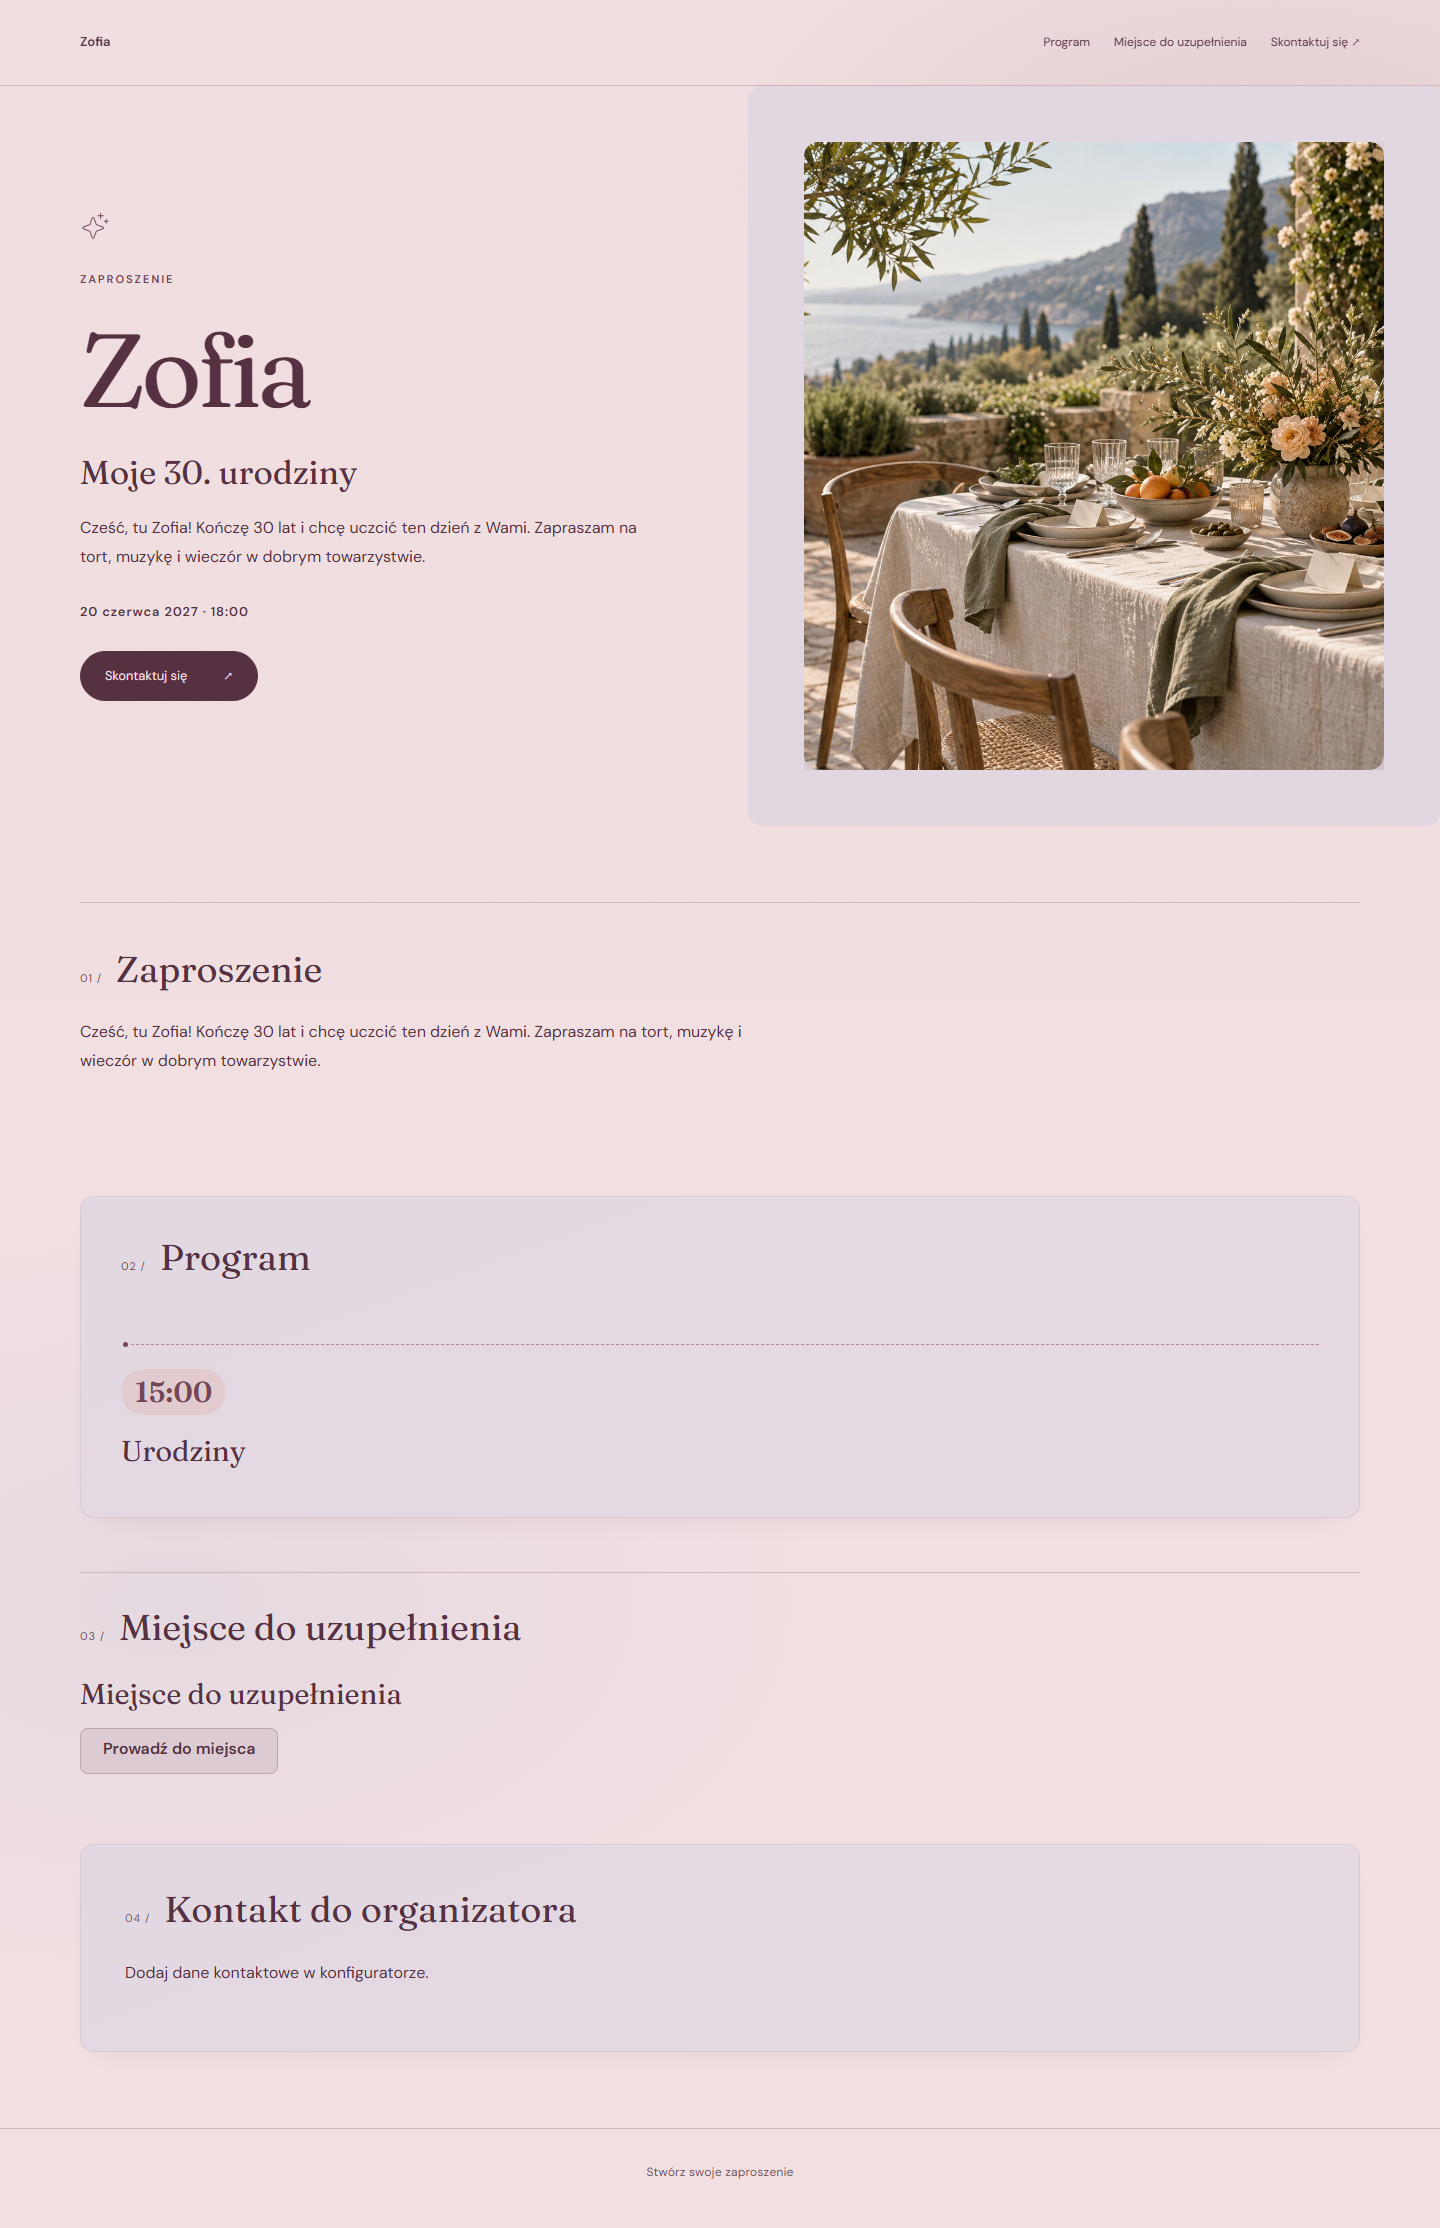 Zofia
Program
Miejsce do uzupełnienia
Skontaktuj się ↗
ZAPROSZENIE
Zofia
Moje 30. urodziny
Cześć, tu Zofia! Kończę 30 lat i chcę uczcić ten dzień z Wami. Zapraszam na
tort, muzykę i wieczór w dobrym towarzystwie.
20 czerwca 2027 · 18:00
Skontaktuj się ↗
01 / Zaproszenie
Cześć, tu Zofia! Kończę 30 lat i chcę uczcić ten dzień z Wami. Zapraszam na tort, muzykę i
wieczór w dobrym towarzystwie.
02 / Program
15:00
Urodziny
03 / Miejsce do uzupełnienia
Miejsce do uzupełnienia
Prowadź do miejsca
04 / Kontakt do organizatora
Dodaj dane kontaktowe w konfiguratorze.
Stwórz swoje zaproszenie